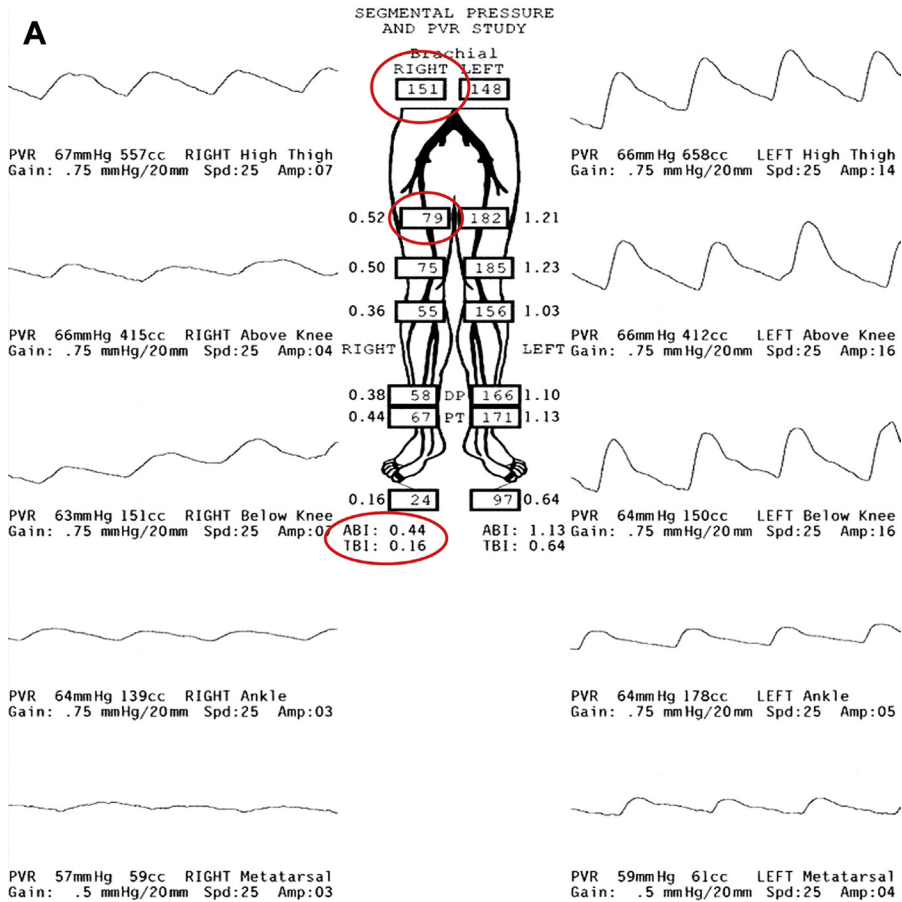 A
SEGMENTAL PRESSURE
AND PVR STUDY
Brachial
RIGHT LEFT
151 148
PVR 67mmHg 557cc RIGHT High Thigh
Gain: .75 mmHg/20mm Spd:25 Amp:07
PVR 66mmHg 658cc LEFT High Thigh
Gain: .75 mmHg/20mm Spd:25 Amp:14
0.52 79 182 1.21
0.50 75 185 1.23
0.36 55 156 1.03
PVR 66mmHg 415cc RIGHT Above Knee
Gain: .75 mmHg/20mm Spd:25 Amp:04
RIGHT LEFT
PVR 66mmHg 412cc LEFT Above Knee
Gain: .75 mmHg/20mm Spd:25 Amp:16
0.38 58 DP 166 1.10
0.44 67 PT 171 1.13
0.16 24 97 0.64
PVR 63mmHg 151cc RIGHT Below Knee
Gain: .75 mmHg/20mm Spd:25 Amp:07
ABI: 0.44 ABI: 1.13
TBI: 0.16 TBI: 0.64
PVR 64mmHg 150cc LEFT Below Knee
Gain: .75 mmHg/20mm Spd:25 Amp:16
PVR 64mmHg 139cc RIGHT Ankle
Gain: .75 mmHg/20mm Spd:25 Amp:03
PVR 64mmHg 178cc LEFT Ankle
Gain: .75 mmHg/20mm Spd:25 Amp:05
PVR 57mmHg 59cc RIGHT Metatarsal
Gain: .5 mmHg/20mm Spd:25 Amp:03
PVR 59mmHg 61cc LEFT Metatarsal
Gain: .5 mmHg/20mm Spd:25 Amp:04